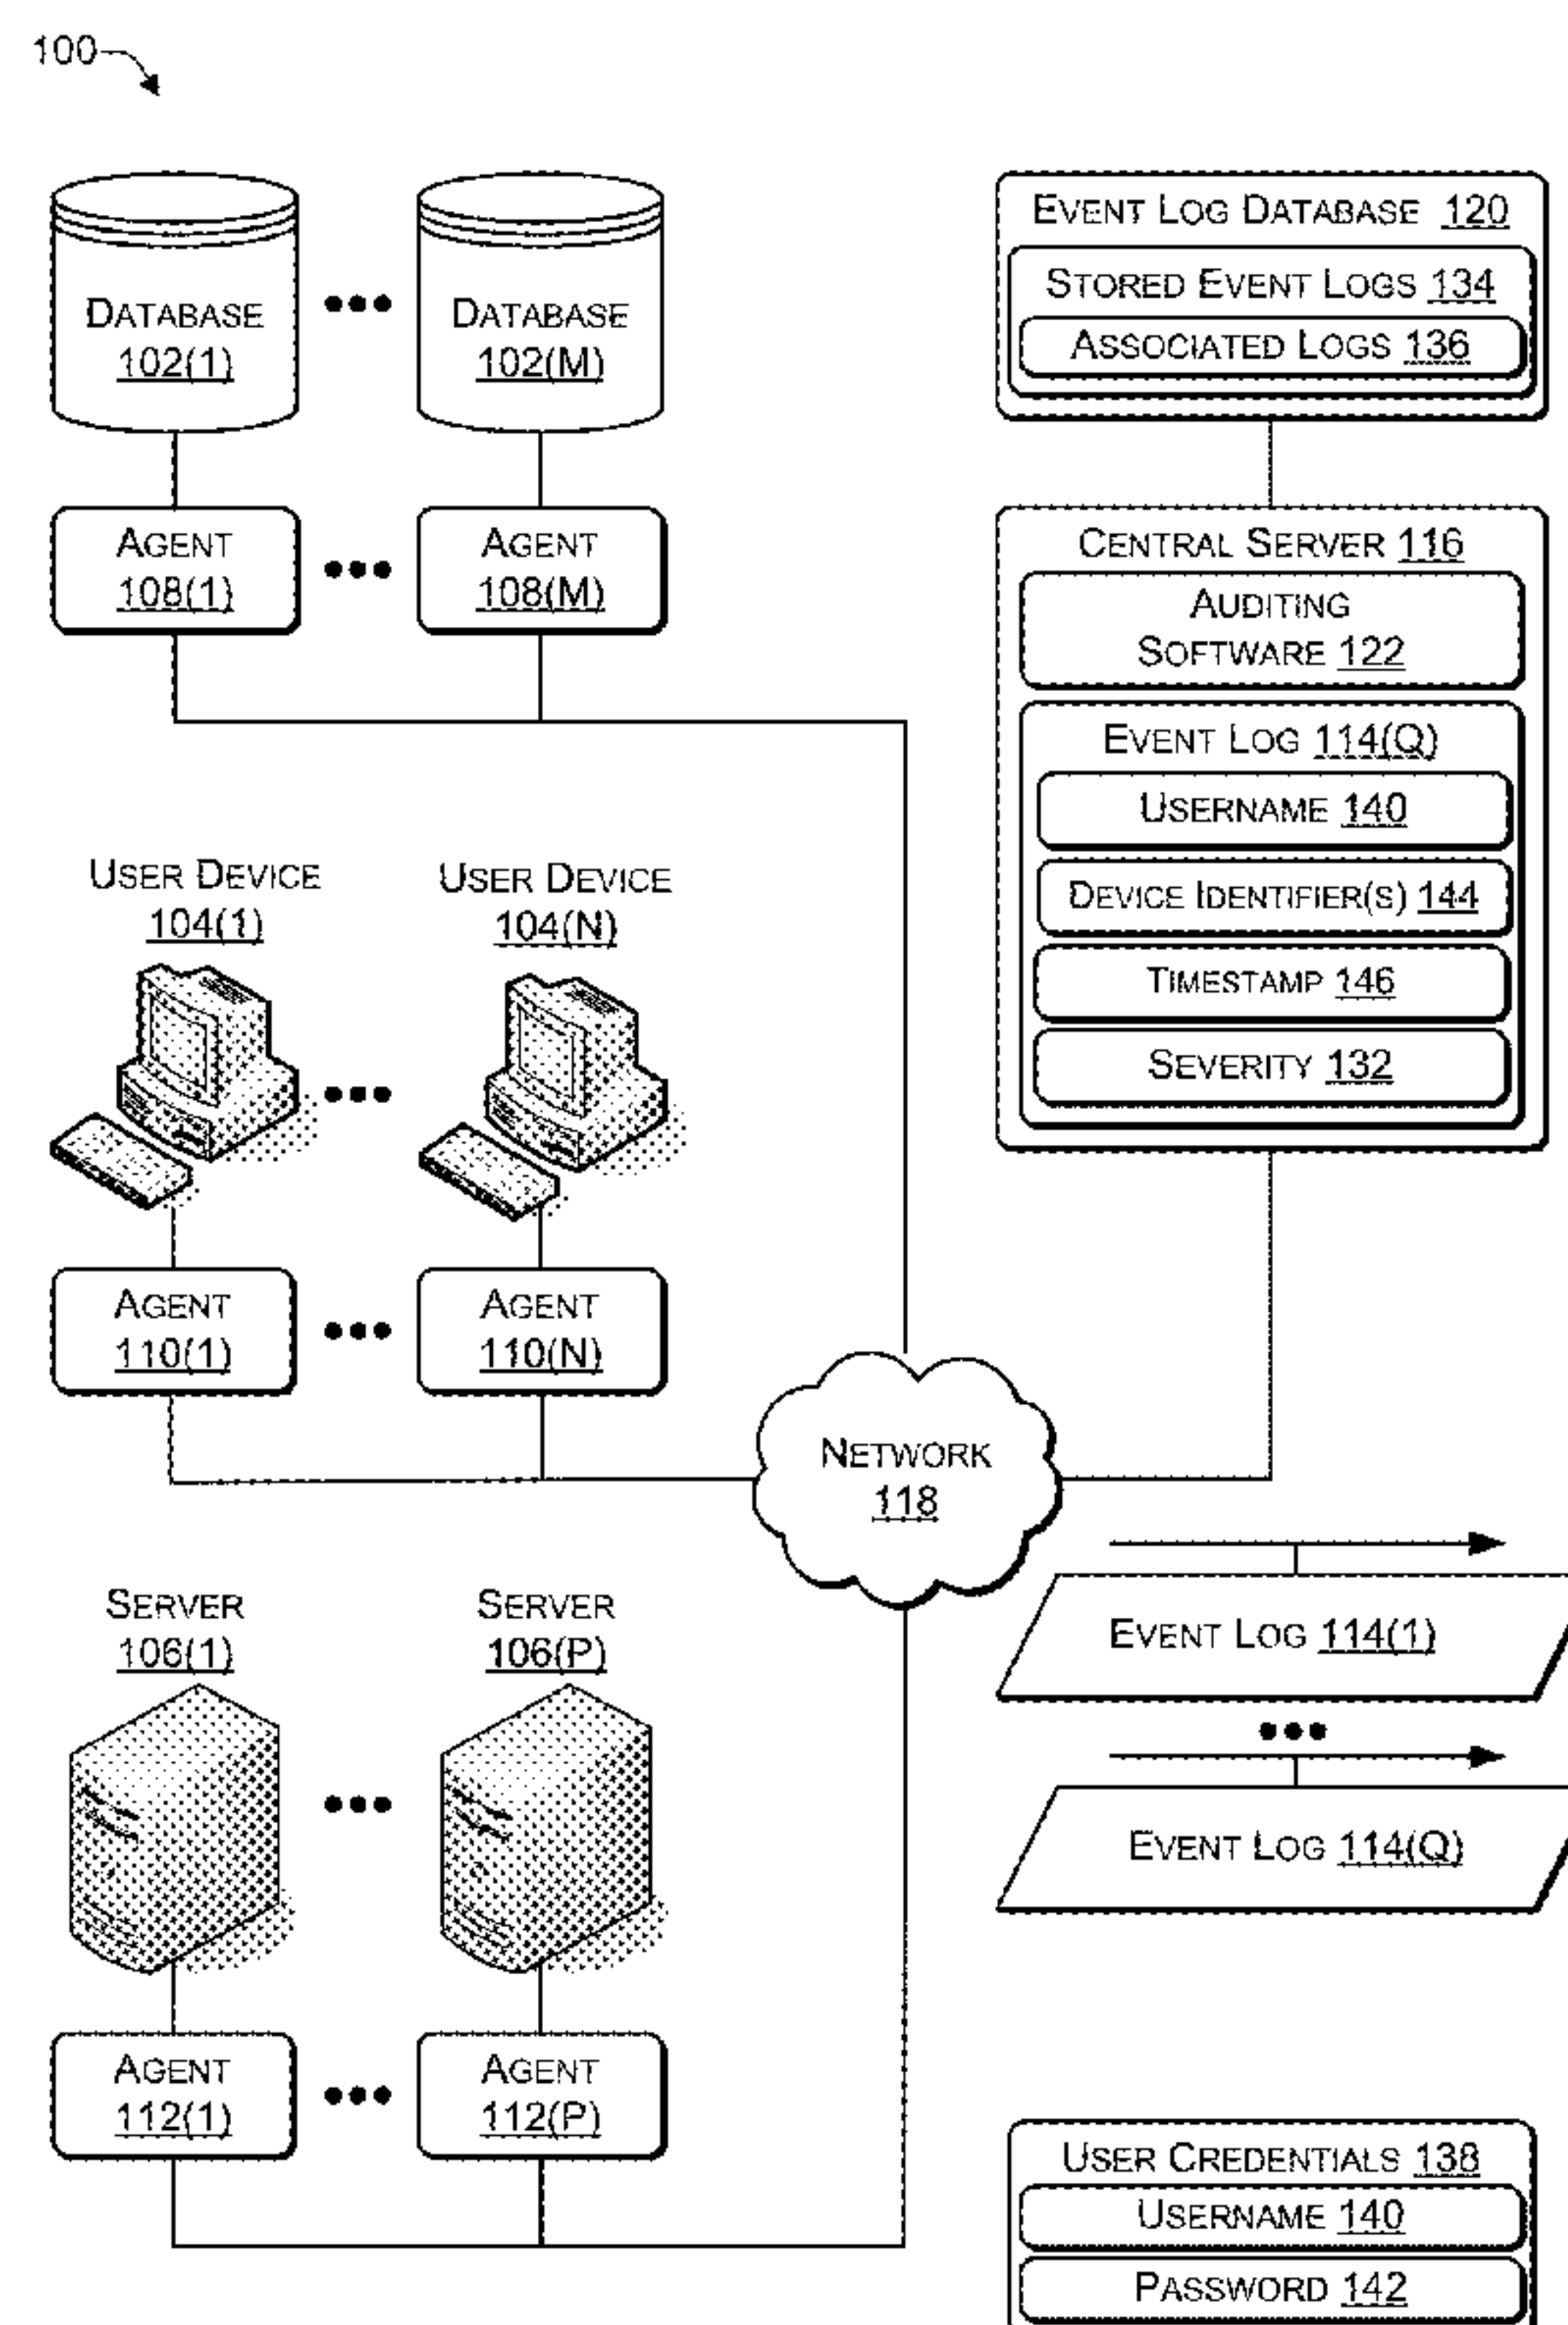 100
DATABASE
102(1)
DATABASE
102(M)
AGENT
108(1)
AGENT
108(M)
USER DEVICE
104(1)
USER DEVICE
104(N)
AGENT
110(1)
AGENT
110(N)
SERVER
106(1)
SERVER
106(P)
AGENT
112(1)
AGENT
112(P)
NETWORK
118
EVENT LOG DATABASE 120
STORED EVENT LOGS 134
ASSOCIATED LOGS 136
CENTRAL SERVER 116
AUDITING
SOFTWARE 122
EVENT LOG 114(Q)
USERNAME 140
DEVICE IDENTIFIER(S) 144
TIMESTAMP 146
SEVERITY 132
EVENT LOG 114(1)
EVENT LOG 114(Q)
USER CREDENTIALS 138
USERNAME 140
PASSWORD 142